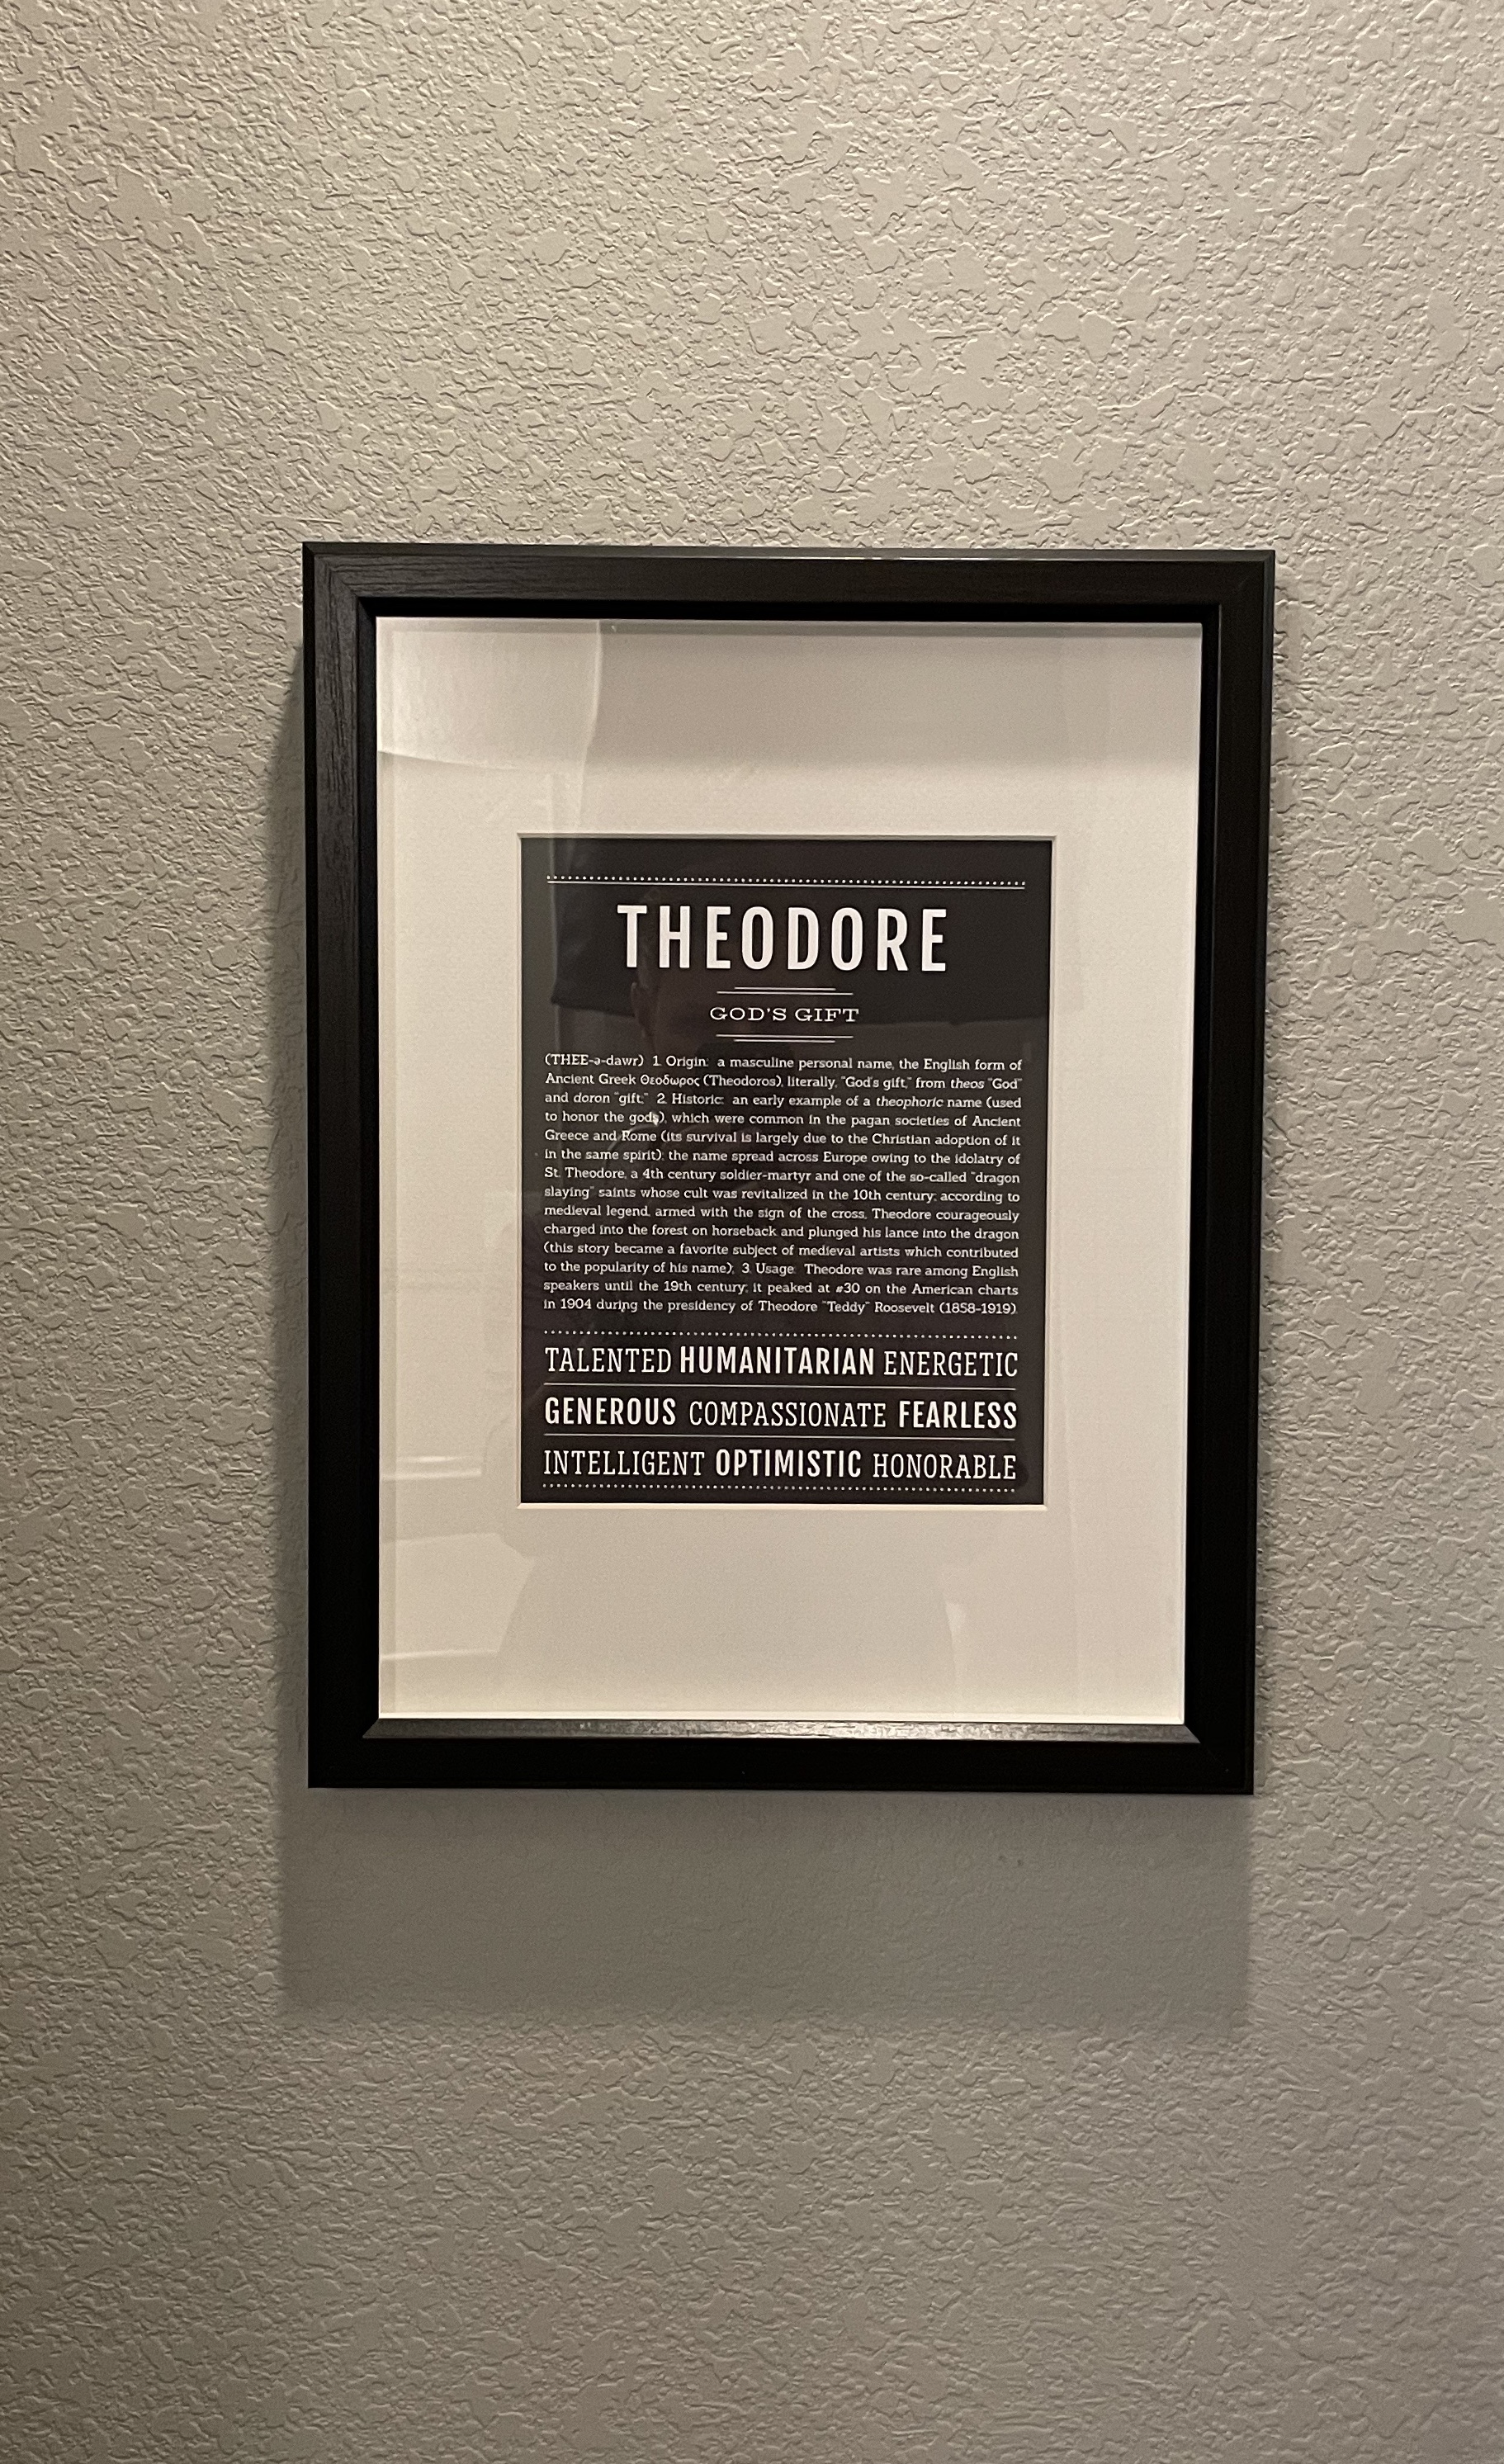 THEODORE
GOD'S GIFT
(THEE-ə-dawr) 1. Origin: a masculine personal name, the English form of
Ancient Greek Θεοδωρος (Theodoros), literally, "God's gift," from theos "God"
and doron "gift;" 2. Historic: an early example of a theophoric name (used
to honor the gods), which were common in the pagan societies of Ancient
Greece and Rome (its survival is largely due to the Christian adoption of it
in the same spirit); the name spread across Europe owing to the idolatry of
St. Theodore, a 4th century soldier-martyr and one of the so-called "dragon
slaying" saints whose cult was revitalized in the 10th century; according to
medieval legend, armed with the sign of the cross, Theodore courageously
charged into the forest on horseback and plunged his lance into the dragon
(this story became a favorite subject of medieval artists which contributed
to the popularity of his name); 3. Usage: Theodore was rare among English
speakers until the 19th century; it peaked at #30 on the American charts
in 1904 during the presidency of Theodore "Teddy" Roosevelt (1858-1919).
TALENTED HUMANITARIAN ENERGETIC
GENEROUS COMPASSIONATE FEARLESS
INTELLIGENT OPTIMISTIC HONORABLE